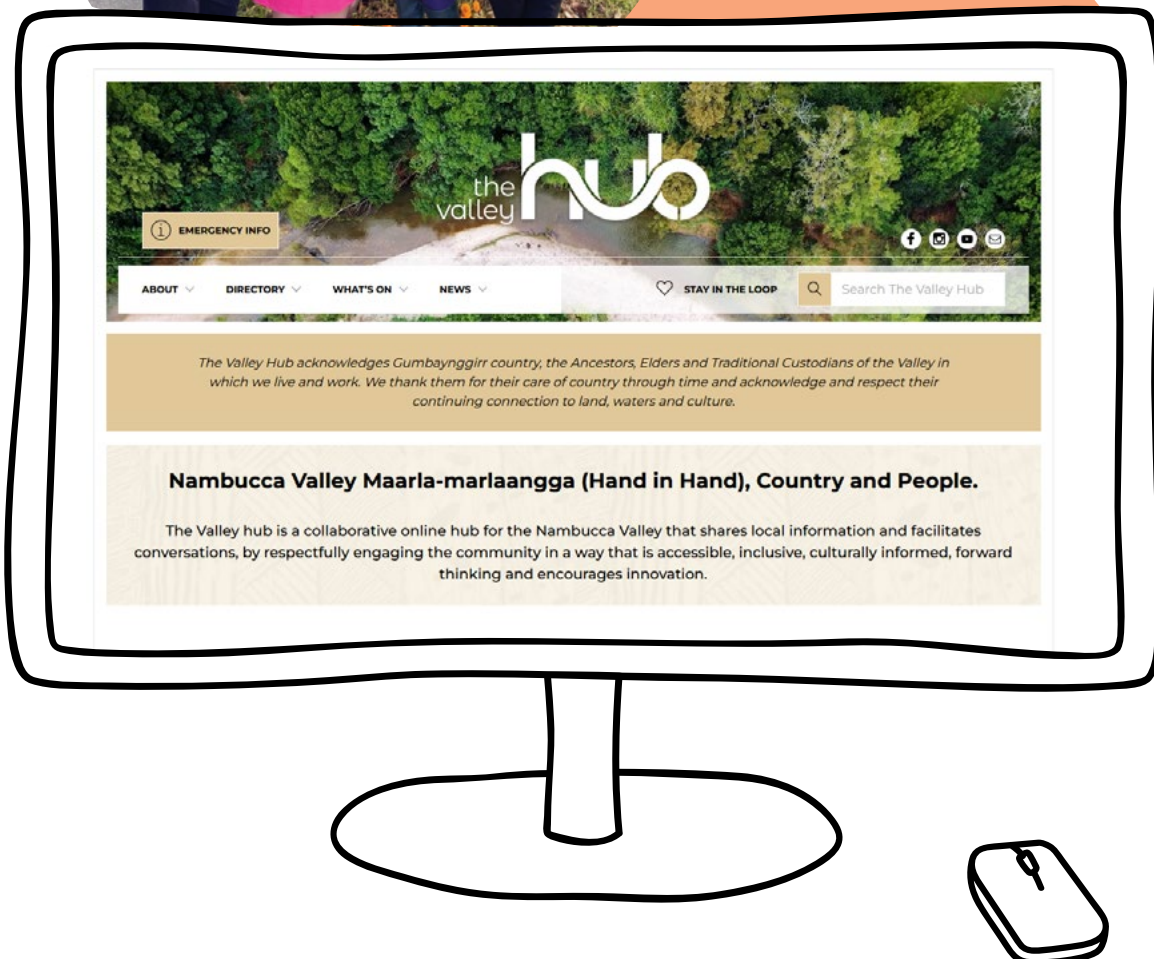 the
valley hub
EMERGENCY INFO
ABOUT DIRECTORY WHAT'S ON NEWS STAY IN THE LOOP Search The Valley Hub
The Valley Hub acknowledges Gumbaynggirr country, the Ancestors, Elders and Traditional Custodians of the Valley in
which we live and work. We thank them for their care of country through time and acknowledge and respect their
continuing connection to land, waters and culture.
Nambucca Valley Maarla-marlaangga (Hand in Hand), Country and People.
The Valley hub is a collaborative online hub for the Nambucca Valley that shares local information and facilitates
conversations, by respectfully engaging the community in a way that is accessible, inclusive, culturally informed, forward
thinking and encourages innovation.